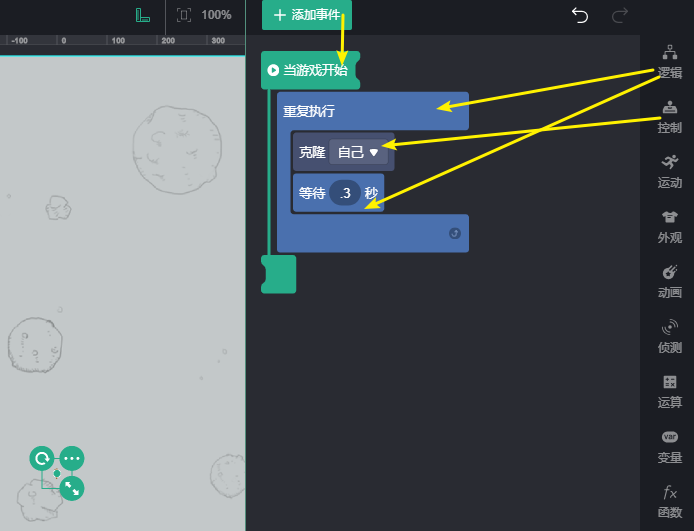 100%
添加事件
-100 0 100 200 300
当游戏开始
逻辑
重复执行
控制
克隆 自己
运动
等待 .3 秒
外观
动画
侦测
运算
var
变量
fx
函数